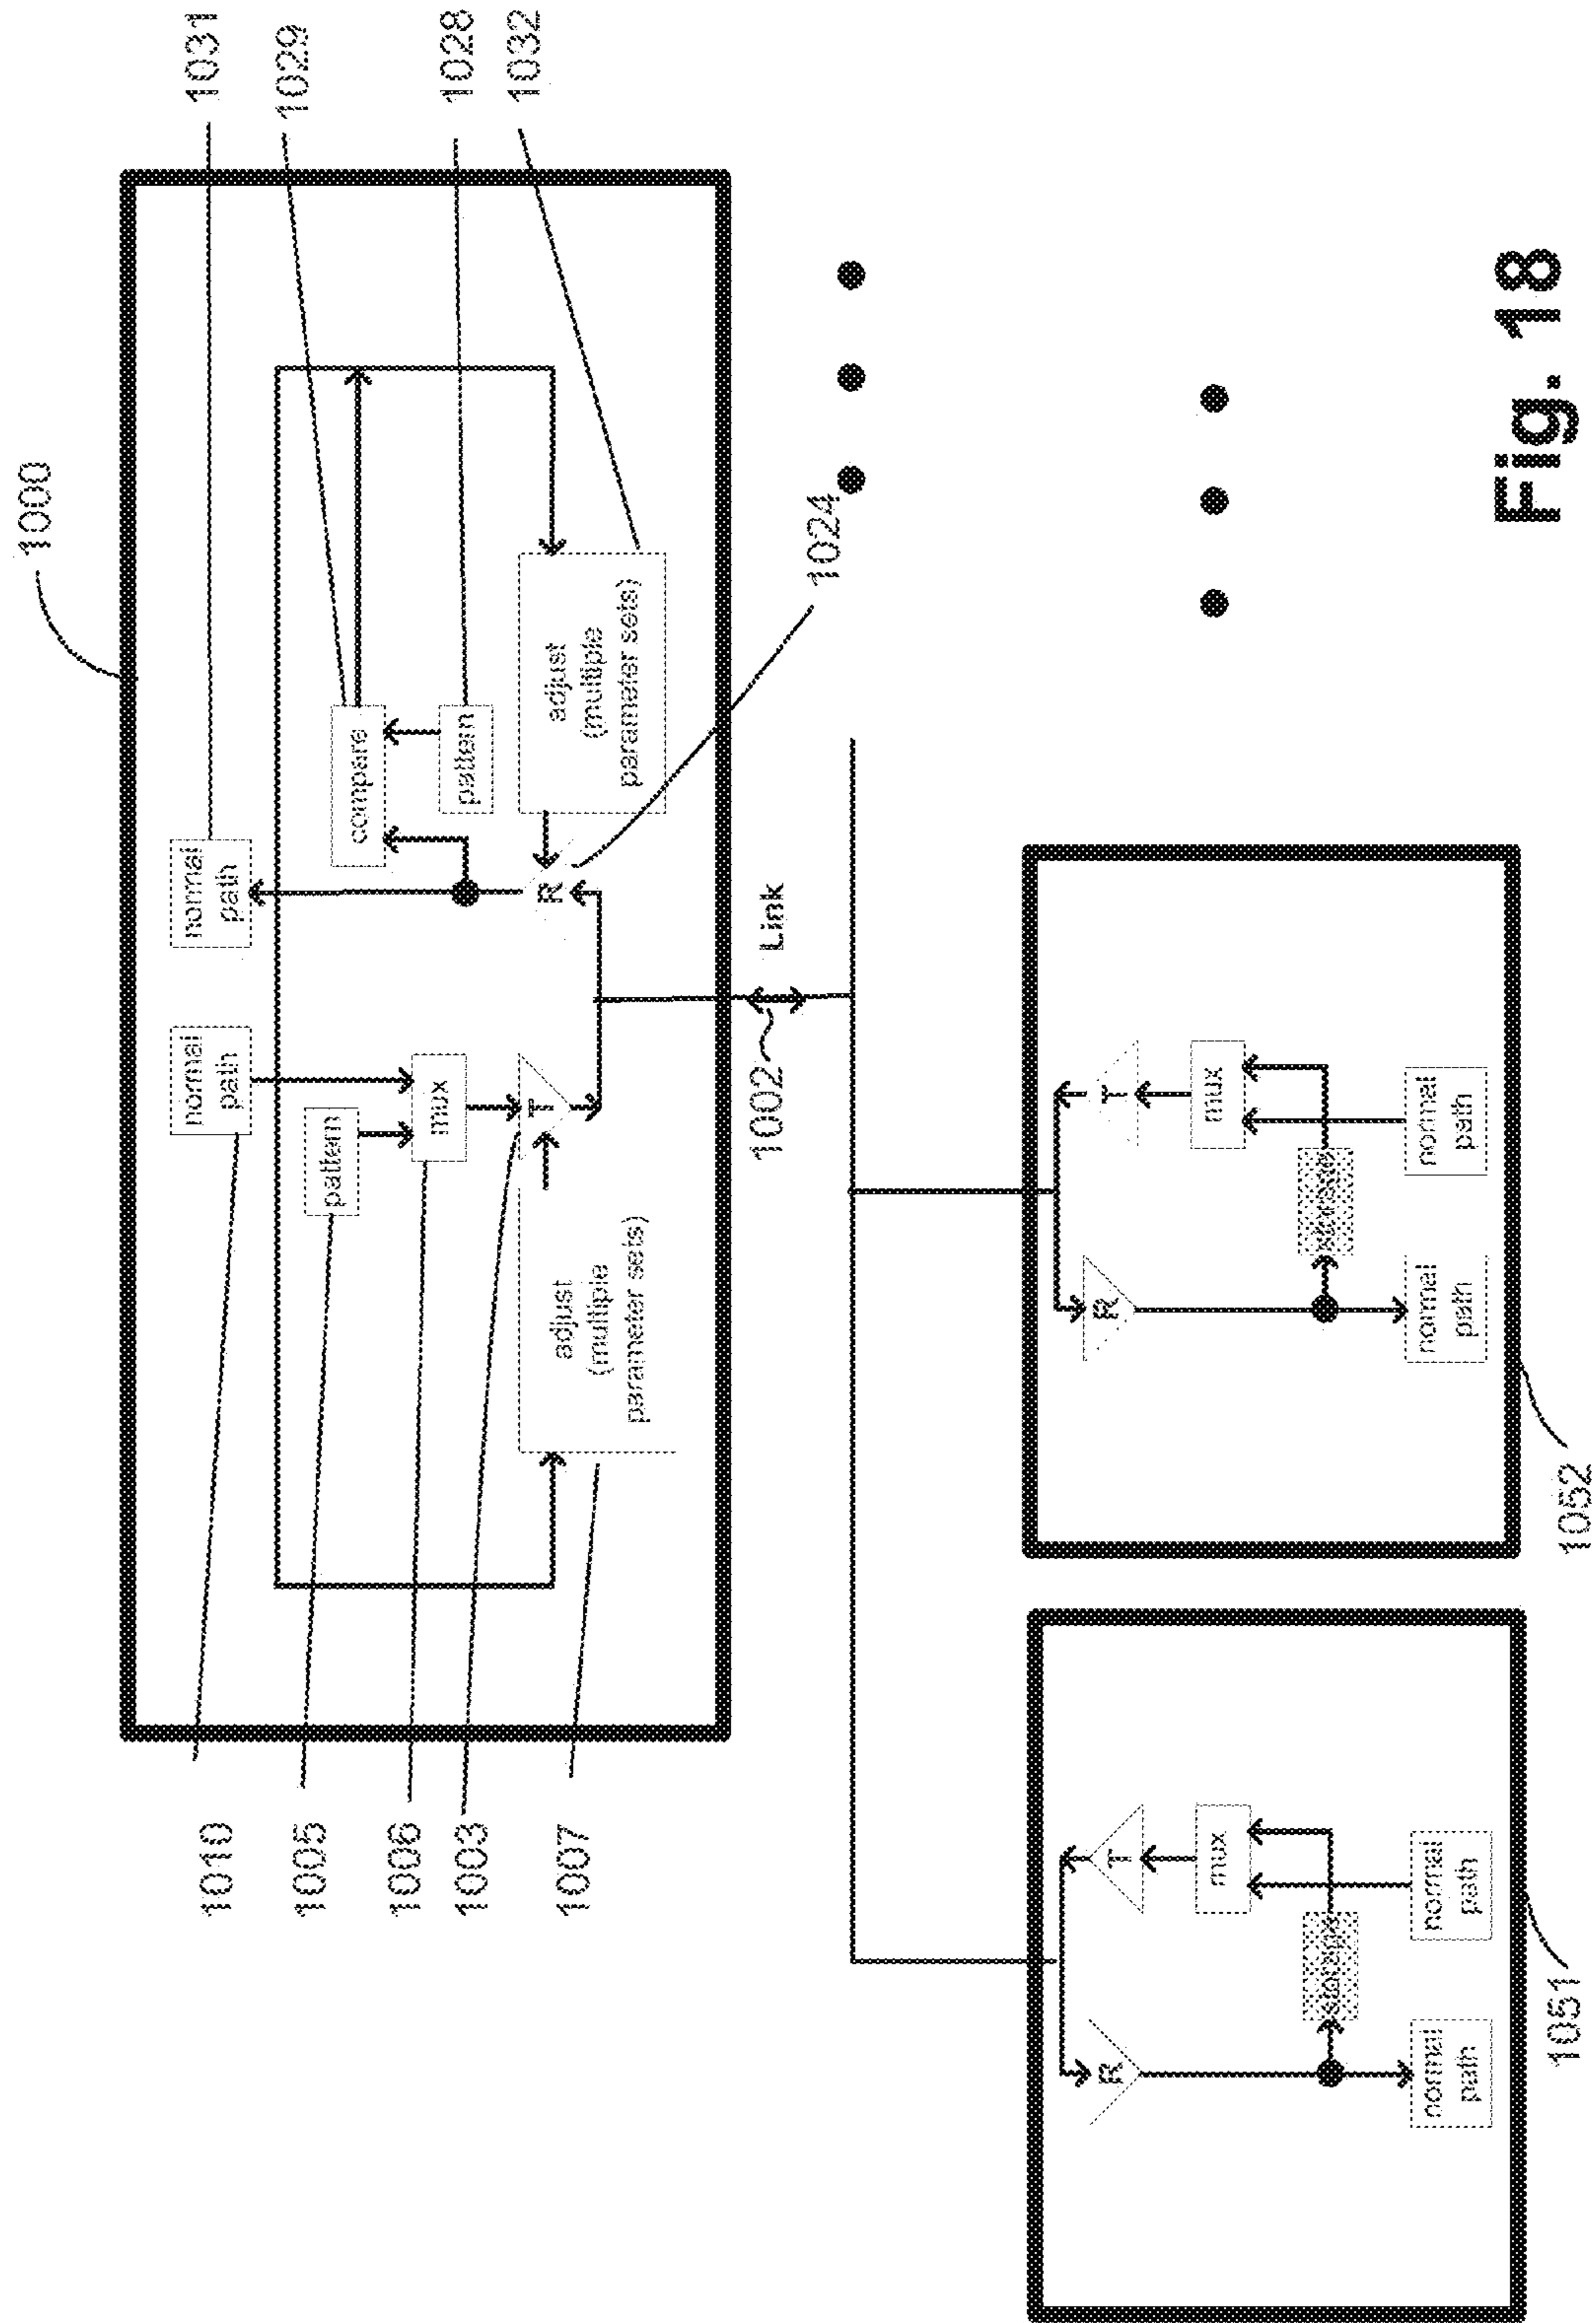 1000
1010
1005
1006
1003
1007
1031
1029
1028
1032
normal
path
normal
path
pattern
mux
T
adjust
(multiple
parameter sets)
compare
pattern
R
adjust
(multiple
parameter sets)
1024
1002
Link
R
T
mux
storage
normal
path
normal
path
1051
R
T
mux
storage
normal
path
normal
path
1052
Fig. 18